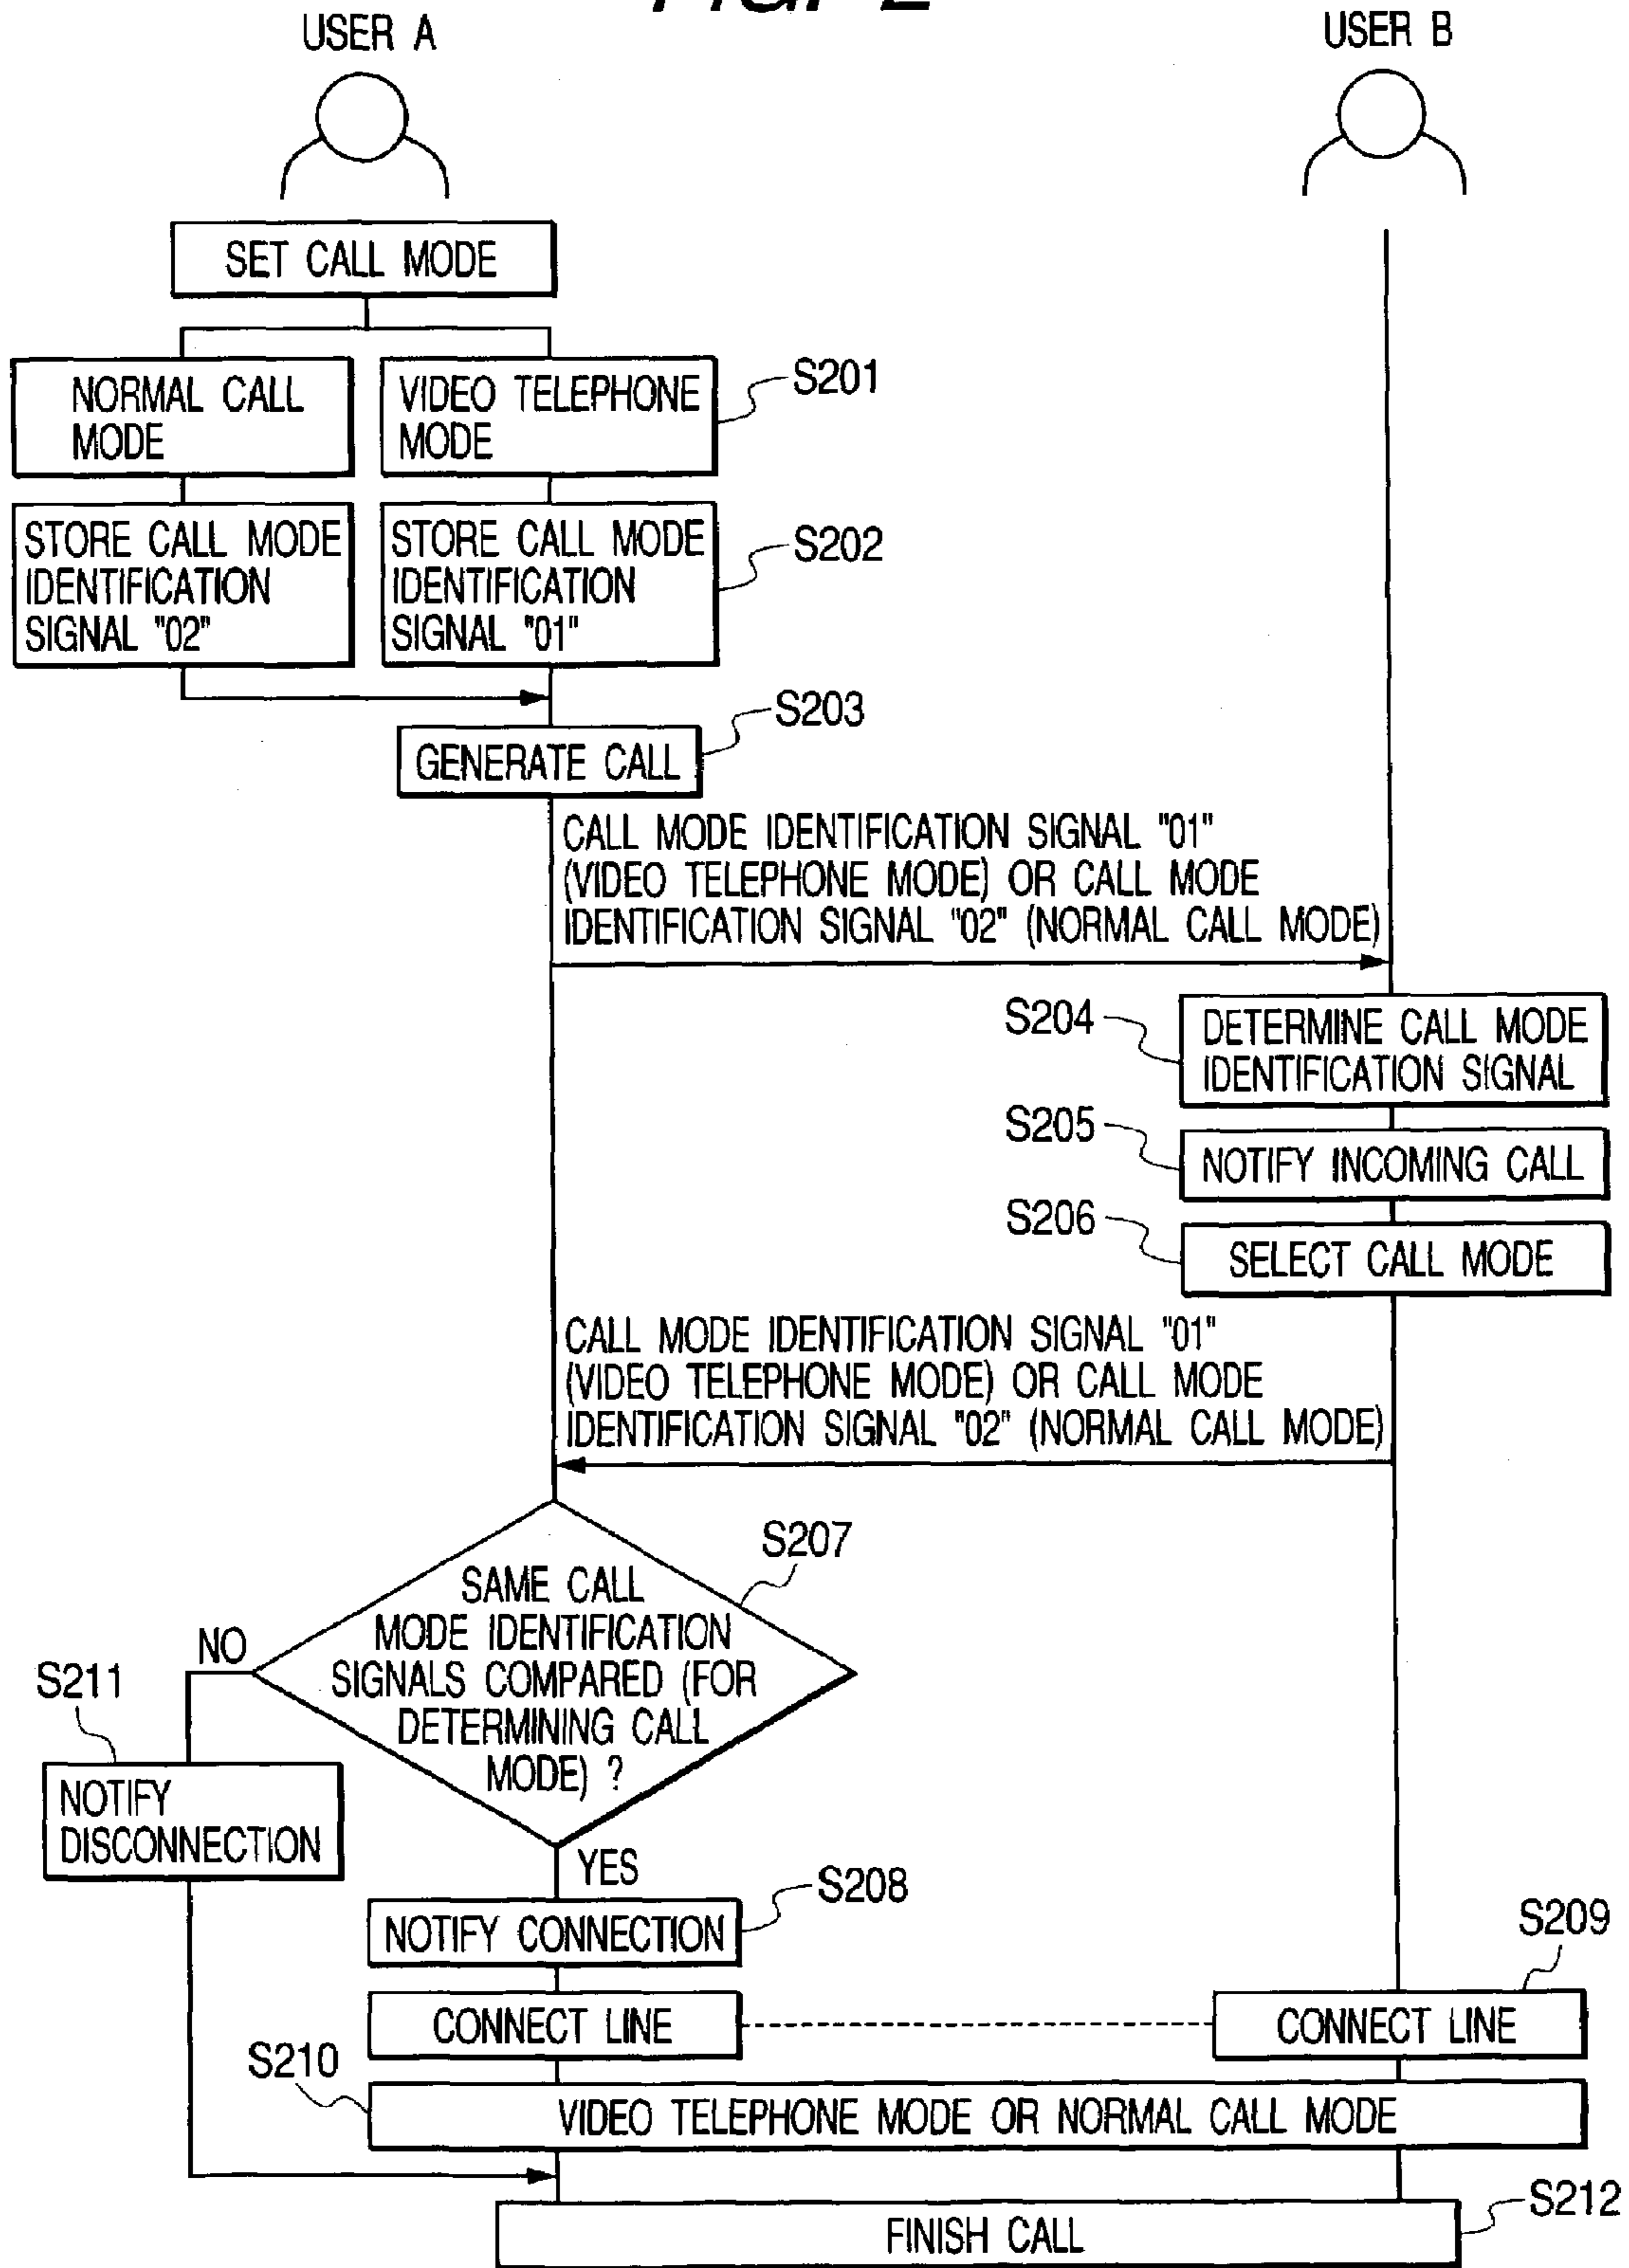 FIG. 2
USER A
USER B
SET CALL MODE
NORMAL CALL
MODE
VIDEO TELEPHONE
MODE
S201
STORE CALL MODE
IDENTIFICATION
SIGNAL "02"
STORE CALL MODE
IDENTIFICATION
SIGNAL "01"
S202
S203
GENERATE CALL
CALL MODE IDENTIFICATION SIGNAL "01"
(VIDEO TELEPHONE MODE) OR CALL MODE
IDENTIFICATION SIGNAL "02" (NORMAL CALL MODE)
S204
DETERMINE CALL MODE
IDENTIFICATION SIGNAL
S205
NOTIFY INCOMING CALL
S206
SELECT CALL MODE
CALL MODE IDENTIFICATION SIGNAL "01"
(VIDEO TELEPHONE MODE) OR CALL MODE
IDENTIFICATION SIGNAL "02" (NORMAL CALL MODE)
S207
SAME CALL
MODE IDENTIFICATION
SIGNALS COMPARED (FOR
DETERMINING CALL
MODE) ?
NO
S211
NOTIFY
DISCONNECTION
YES
S208
NOTIFY CONNECTION
S209
CONNECT LINE
CONNECT LINE
S210
VIDEO TELEPHONE MODE OR NORMAL CALL MODE
S212
FINISH CALL